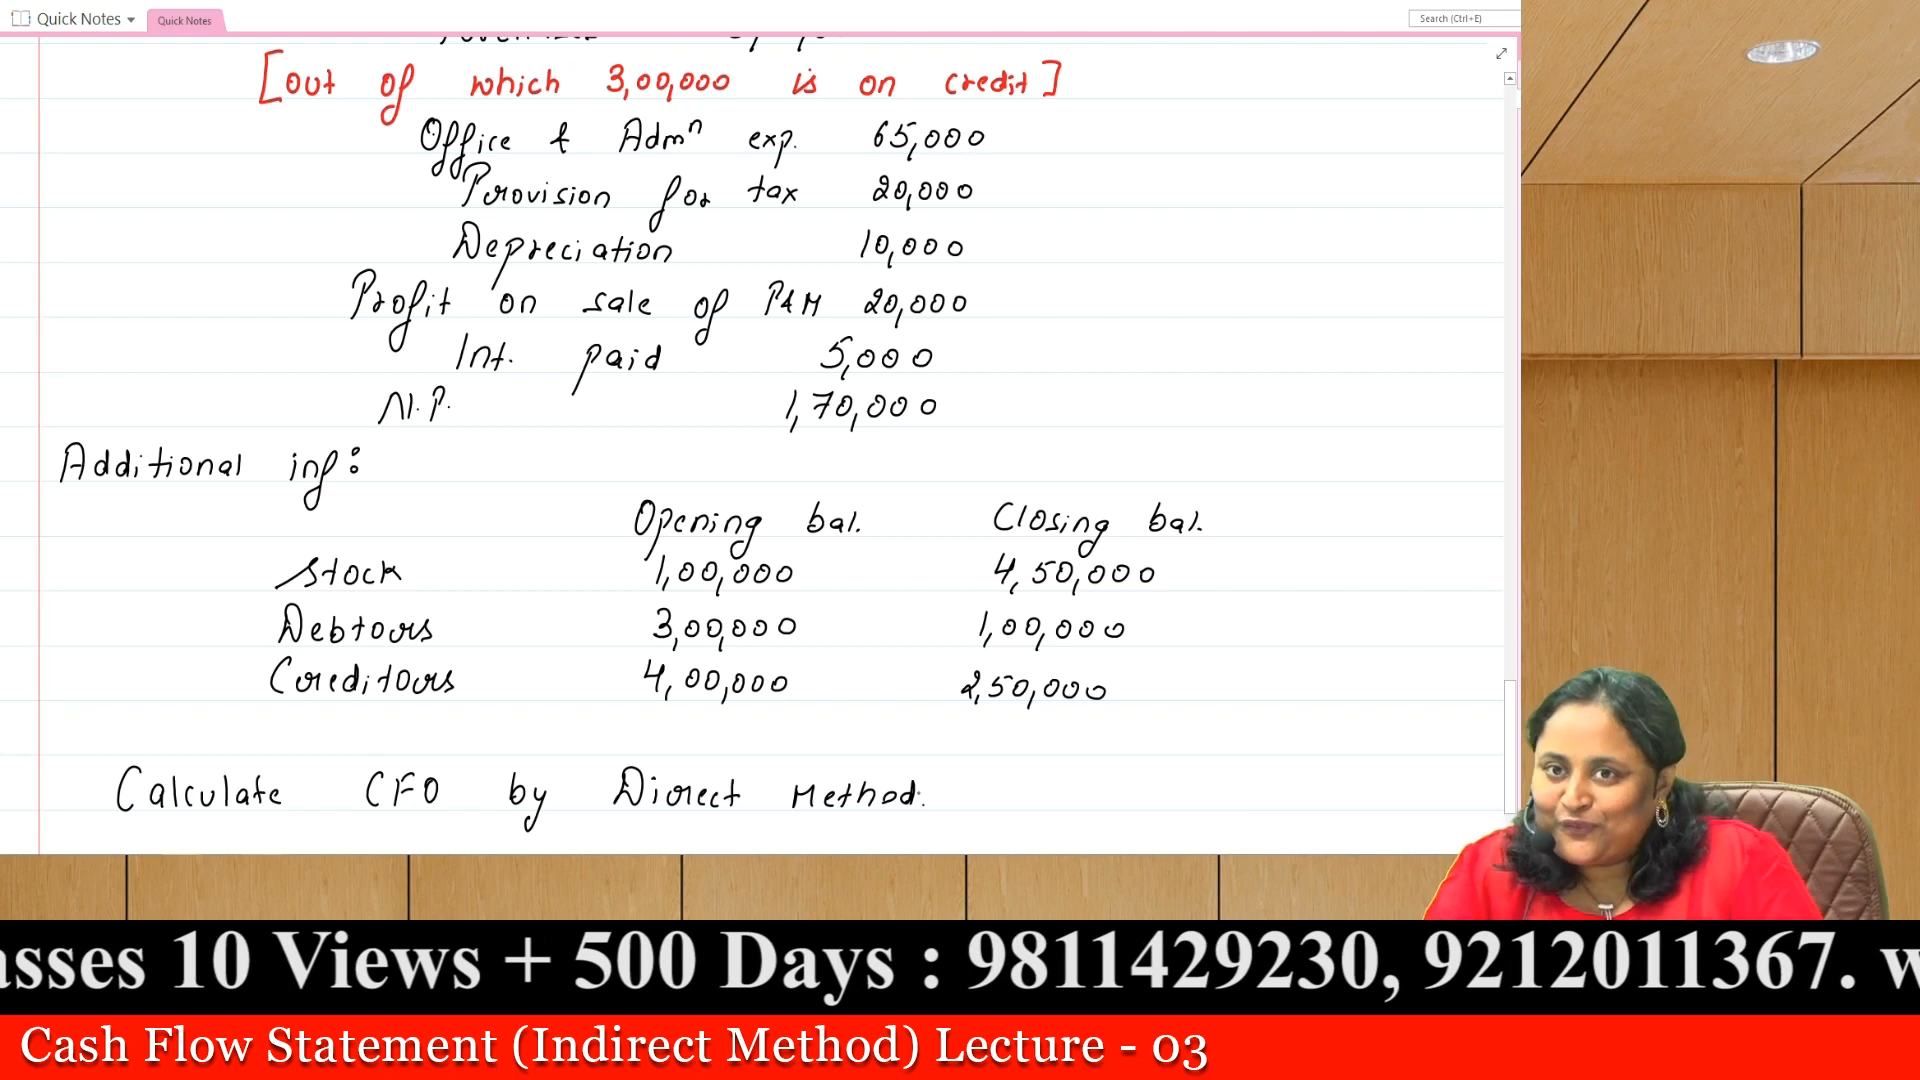 Quick Notes
Quick Notes
Search (Ctrl+E)
[out of which 3,00,000 is on credit]
Office & Admn exp. 65,000
Provision for tax 20,000
Depreciation 10,000
Profit on sale of P&M 20,000
Int. paid 5,000
N.P. 1,70,000
Additional inf:
Opening bal. Closing bal.
Stock 1,00,000 4,50,000
Debtors 3,00,000 1,00,000
Creditors 4,00,000 2,50,000
Calculate CFO by Direct Method.
asses 10 Views + 500 Days : 9811429230, 9212011367. w
Cash Flow Statement (Indirect Method) Lecture - 03